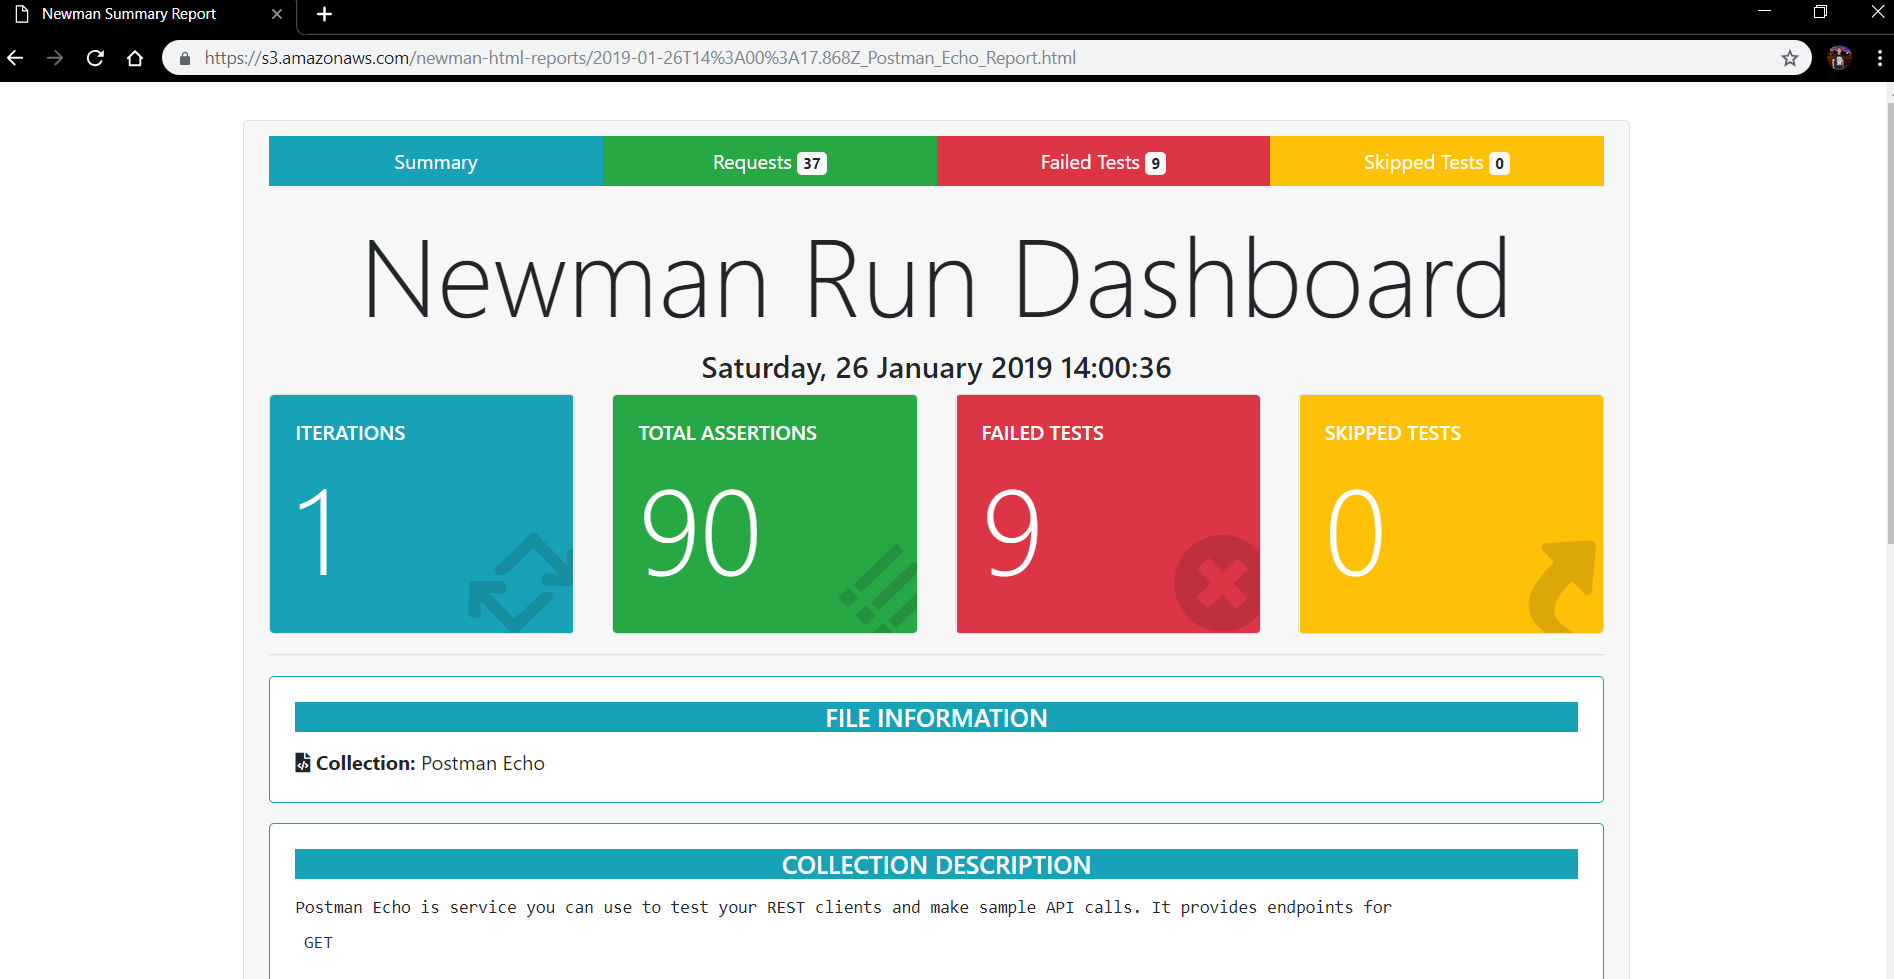 Newman Summary Report
https://s3.amazonaws.com/newman-html-reports/2019-01-26T14%3A00%3A17.868Z_Postman_Echo_Report.html
Summary
Requests 37
Failed Tests 9
Skipped Tests 0
Newman Run Dashboard
Saturday, 26 January 2019 14:00:36
ITERATIONS
1
TOTAL ASSERTIONS
90
FAILED TESTS
9
SKIPPED TESTS
0
FILE INFORMATION
Collection: Postman Echo
COLLECTION DESCRIPTION
Postman Echo is service you can use to test your REST clients and make sample API calls. It provides endpoints for
GET